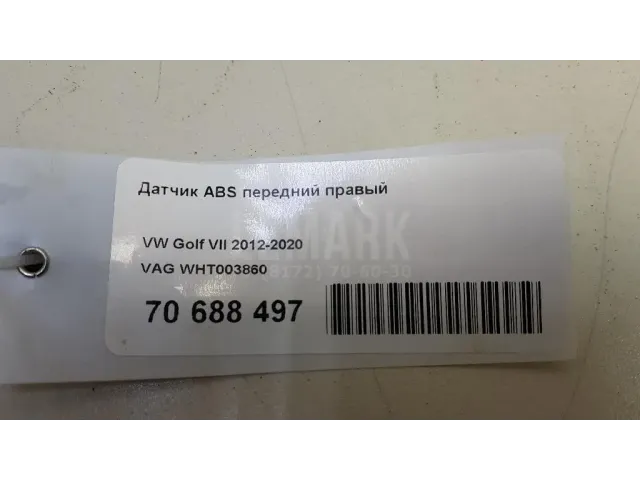 Датчик ABS передний правый
VW Golf VII 2012-2020
VAG WHT003860
70 688 497